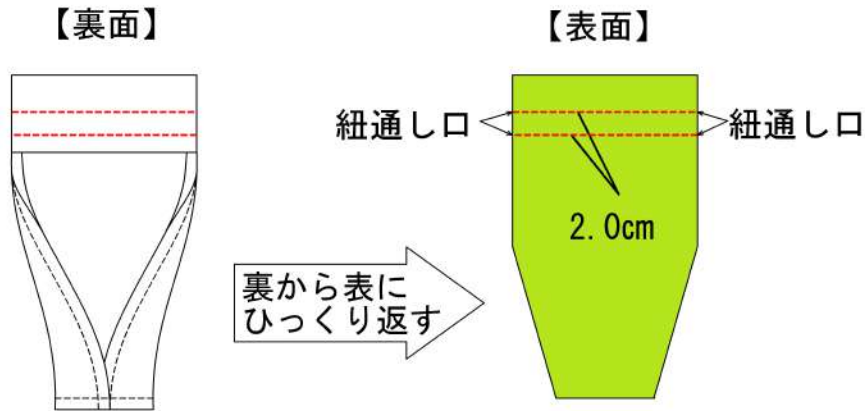 【裏面】
【表面】
紐通し口
紐通し口
2.0cm
裏から表に
ひっくり返す